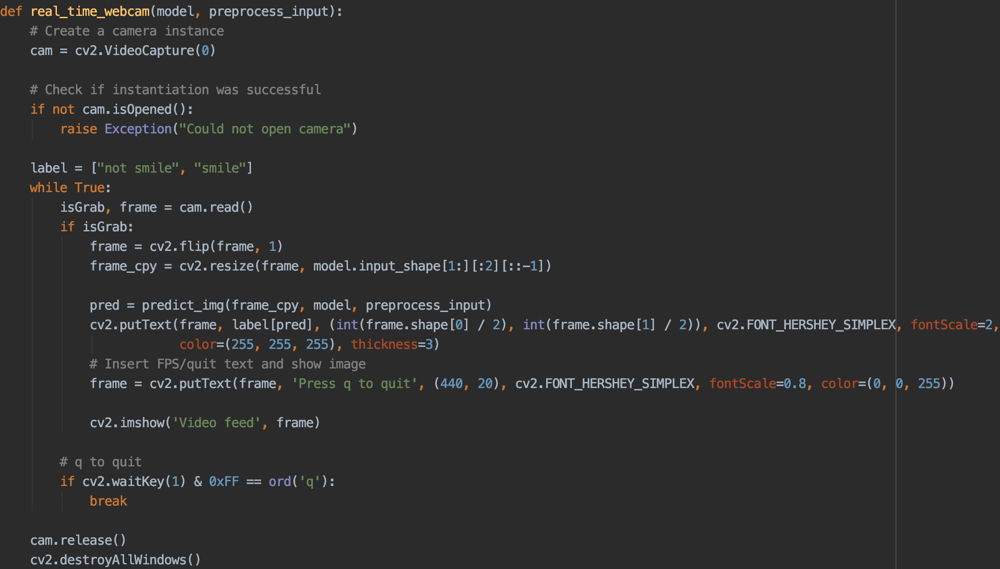 def real_time_webcam(model, preprocess_input):
    # Create a camera instance
    cam = cv2.VideoCapture(0)

    # Check if instantiation was successful
    if not cam.isOpened():
        raise Exception("Could not open camera")

    label = ["not smile", "smile"]
    while True:
        isGrab, frame = cam.read()
        if isGrab:
            frame = cv2.flip(frame, 1)
            frame_cpy = cv2.resize(frame, model.input_shape[1:][:2][::-1])

            pred = predict_img(frame_cpy, model, preprocess_input)
            cv2.putText(frame, label[pred], (int(frame.shape[0] / 2), int(frame.shape[1] / 2)), cv2.FONT_HERSHEY_SIMPLEX, fontScale=2,
                        color=(255, 255, 255), thickness=3)
            # Insert FPS/quit text and show image
            frame = cv2.putText(frame, 'Press q to quit', (440, 20), cv2.FONT_HERSHEY_SIMPLEX, fontScale=0.8, color=(0, 0, 255))

            cv2.imshow('Video feed', frame)

        # q to quit
        if cv2.waitKey(1) & 0xFF == ord('q'):
            break

    cam.release()
    cv2.destroyAllWindows()